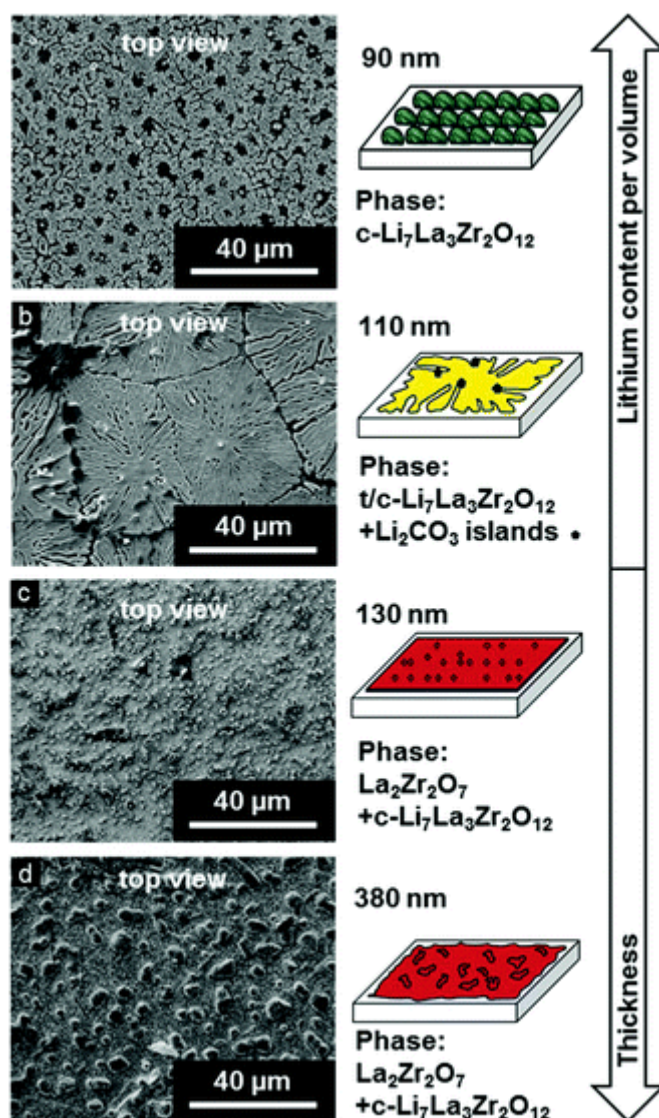 top view
40 µm
90 nm
Phase:
c-Li₇La₃Zr₂O₁₂
b
top view
40 µm
110 nm
Phase:
t/c-Li₇La₃Zr₂O₁₂
+Li₂CO₃ islands
c
top view
40 µm
130 nm
Phase:
La₂Zr₂O₇
+c-Li₇La₃Zr₂O₁₂
d
top view
40 µm
380 nm
Phase:
La₂Zr₂O₇
+c-Li₇La₃Zr₂O₁₂
Lithium content per volume
Thickness